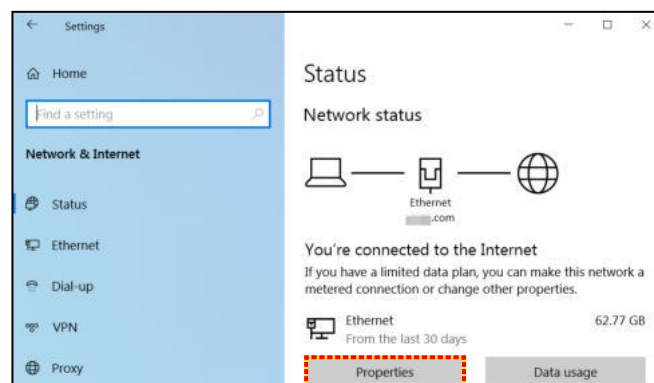 Settings
Home
Find a setting
Network & Internet
Status
Ethernet
Dial-up
VPN
Proxy
Status
Network status
Ethernet
.com
You're connected to the Internet
If you have a limited data plan, you can make this network a
metered connection or change other properties.
Ethernet 62.77 GB
From the last 30 days
Properties Data usage